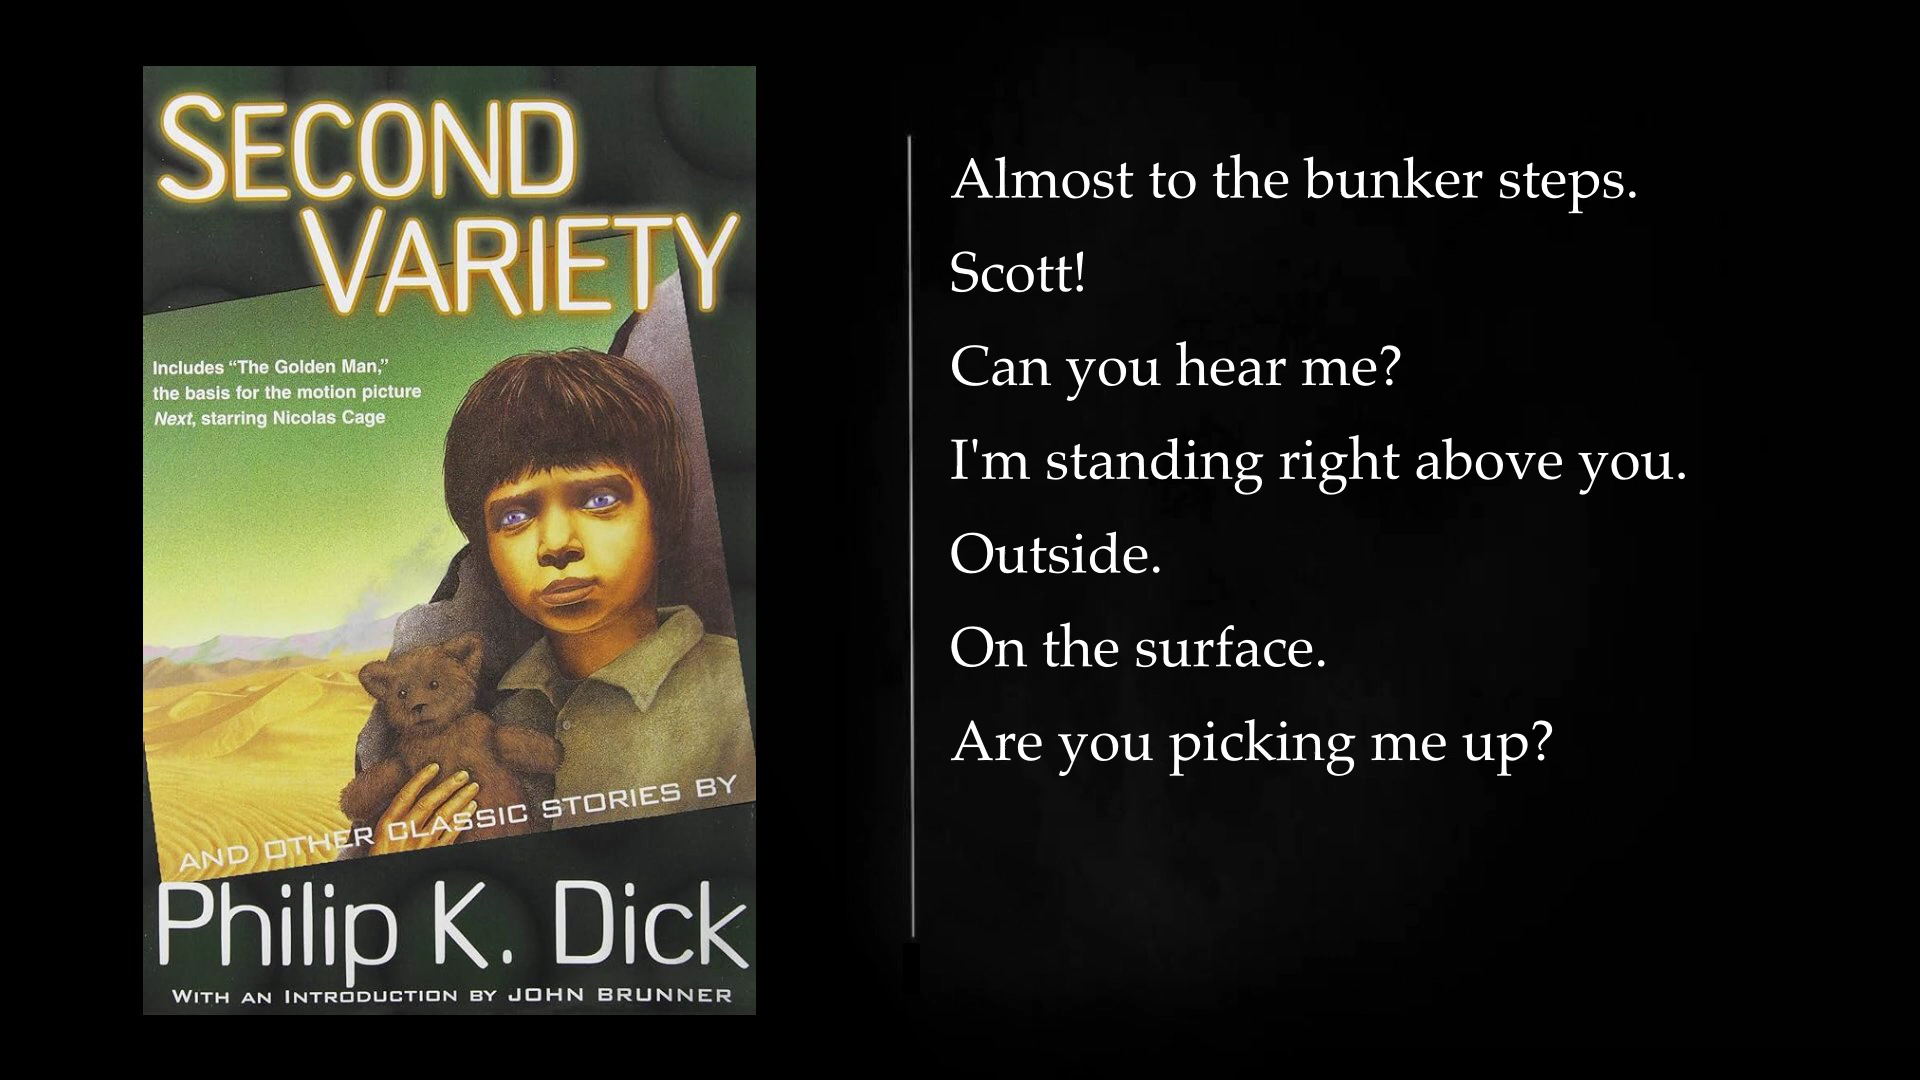 SECOND
VARIETY
Includes “The Golden Man,”
the basis for the motion picture
Next, starring Nicolas Cage
AND OTHER CLASSIC STORIES BY
Philip K. Dick
WITH AN INTRODUCTION BY JOHN BRUNNER
Almost to the bunker steps.
Scott!
Can you hear me?
I'm standing right above you.
Outside.
On the surface.
Are you picking me up?